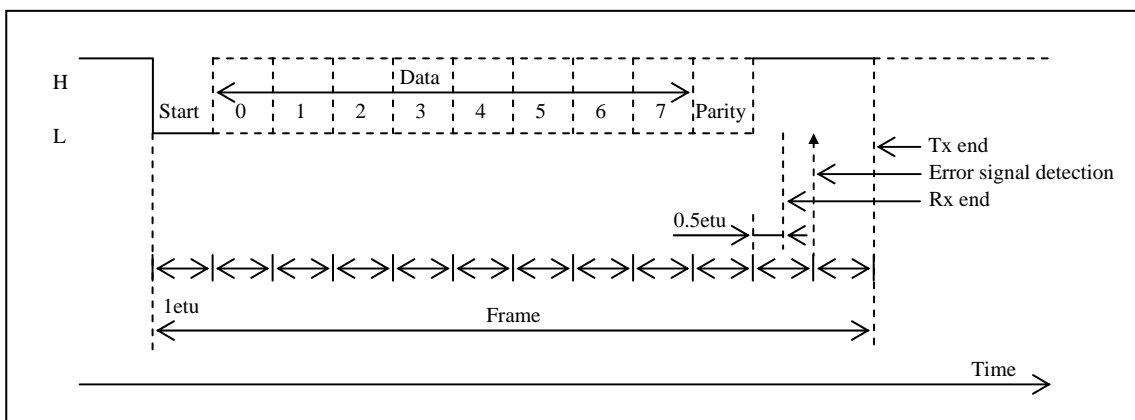 H
Data
Start 0 1 2 3 4 5 6 7 Parity
L
Tx end
Error signal detection
Rx end
0.5etu
1etu
Frame
Time